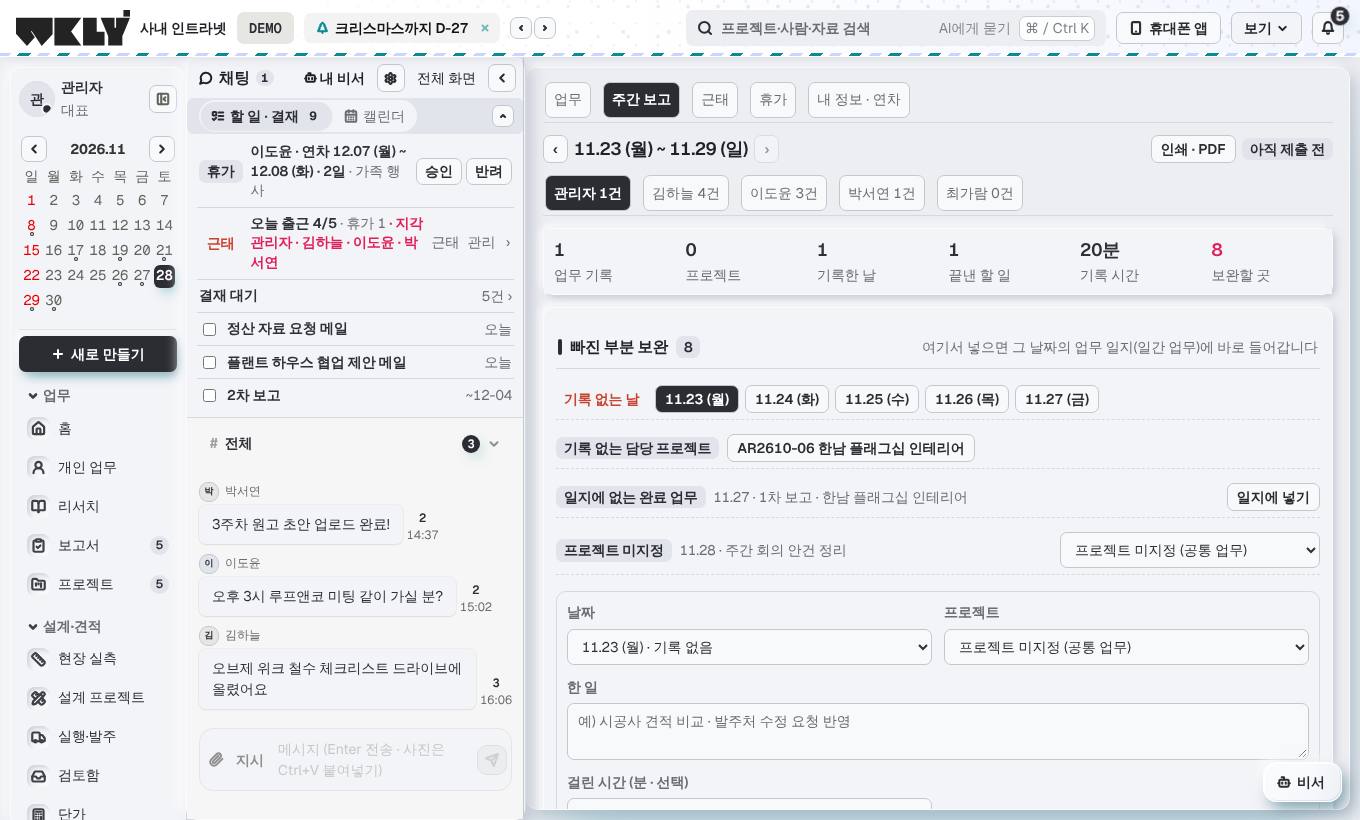 WKLY 사내 인트라넷 DEMO 크리스마스까지 D-27 × ‹ › 프로젝트·사람·자료 검색 AI에게 묻기 ⌘ / Ctrl K 휴대폰 앱 보기 5
관 관리자
대표
2026.11
일 월 화 수 목 금 토
1 2 3 4 5 6 7
8 9 10 11 12 13 14
15 16 17 18 19 20 21
22 23 24 25 26 27 28
29 30
+ 새로 만들기
업무
홈
개인 업무
리서치
보고서 5
프로젝트 5
설계·견적
현장 실측
설계 프로젝트
실행·발주
검토함
단가
채팅 1 내 비서 전체 화면
할 일 · 결재 9 캘린더
휴가 이도윤 · 연차 12.07 (월) ~
12.08 (화) · 2일 · 가족 행
사
승인 반려
근태 오늘 출근 4/5 · 휴가 1 · 지각
관리자 · 김하늘 · 이도윤 · 박
서연
근태 관리 ›
결재 대기 5건 ›
정산 자료 요청 메일 오늘
플랜트 하우스 협업 제안 메일 오늘
2차 보고 ~12-04
# 전체 3
박 박서연
3주차 원고 초안 업로드 완료! 2
14:37
이 이도윤
오후 3시 루프앤코 미팅 같이 가실 분? 2
15:02
김 김하늘
오브제 위크 철수 체크리스트 드라이브에
올렸어요 3
16:06
지시 메시지 (Enter 전송 · 사진은
Ctrl+V 붙여넣기)
업무 주간 보고 근태 휴가 내 정보 · 연차
‹ 11.23 (월) ~ 11.29 (일) › 인쇄 · PDF 아직 제출 전
관리자 1건 김하늘 4건 이도윤 3건 박서연 1건 최가람 0건
1 0 1 1 20분 8
업무 기록 프로젝트 기록한 날 끝낸 할 일 기록 시간 보완할 곳
빠진 부분 보완 8 여기서 넣으면 그 날짜의 업무 일지(일간 업무)에 바로 들어갑니다
기록 없는 날 11.23 (월) 11.24 (화) 11.25 (수) 11.26 (목) 11.27 (금)
기록 없는 담당 프로젝트 AR2610-06 한남 플래그십 인테리어
일지에 없는 완료 업무 11.27 · 1차 보고 · 한남 플래그십 인테리어 일지에 넣기
프로젝트 미지정 11.28 · 주간 회의 안건 정리 프로젝트 미지정 (공통 업무)
날짜 프로젝트
11.23 (월) · 기록 없음 프로젝트 미지정 (공통 업무)
한 일
예) 시공사 견적 비교 · 발주처 수정 요청 반영
걸린 시간 (분 · 선택)
비서